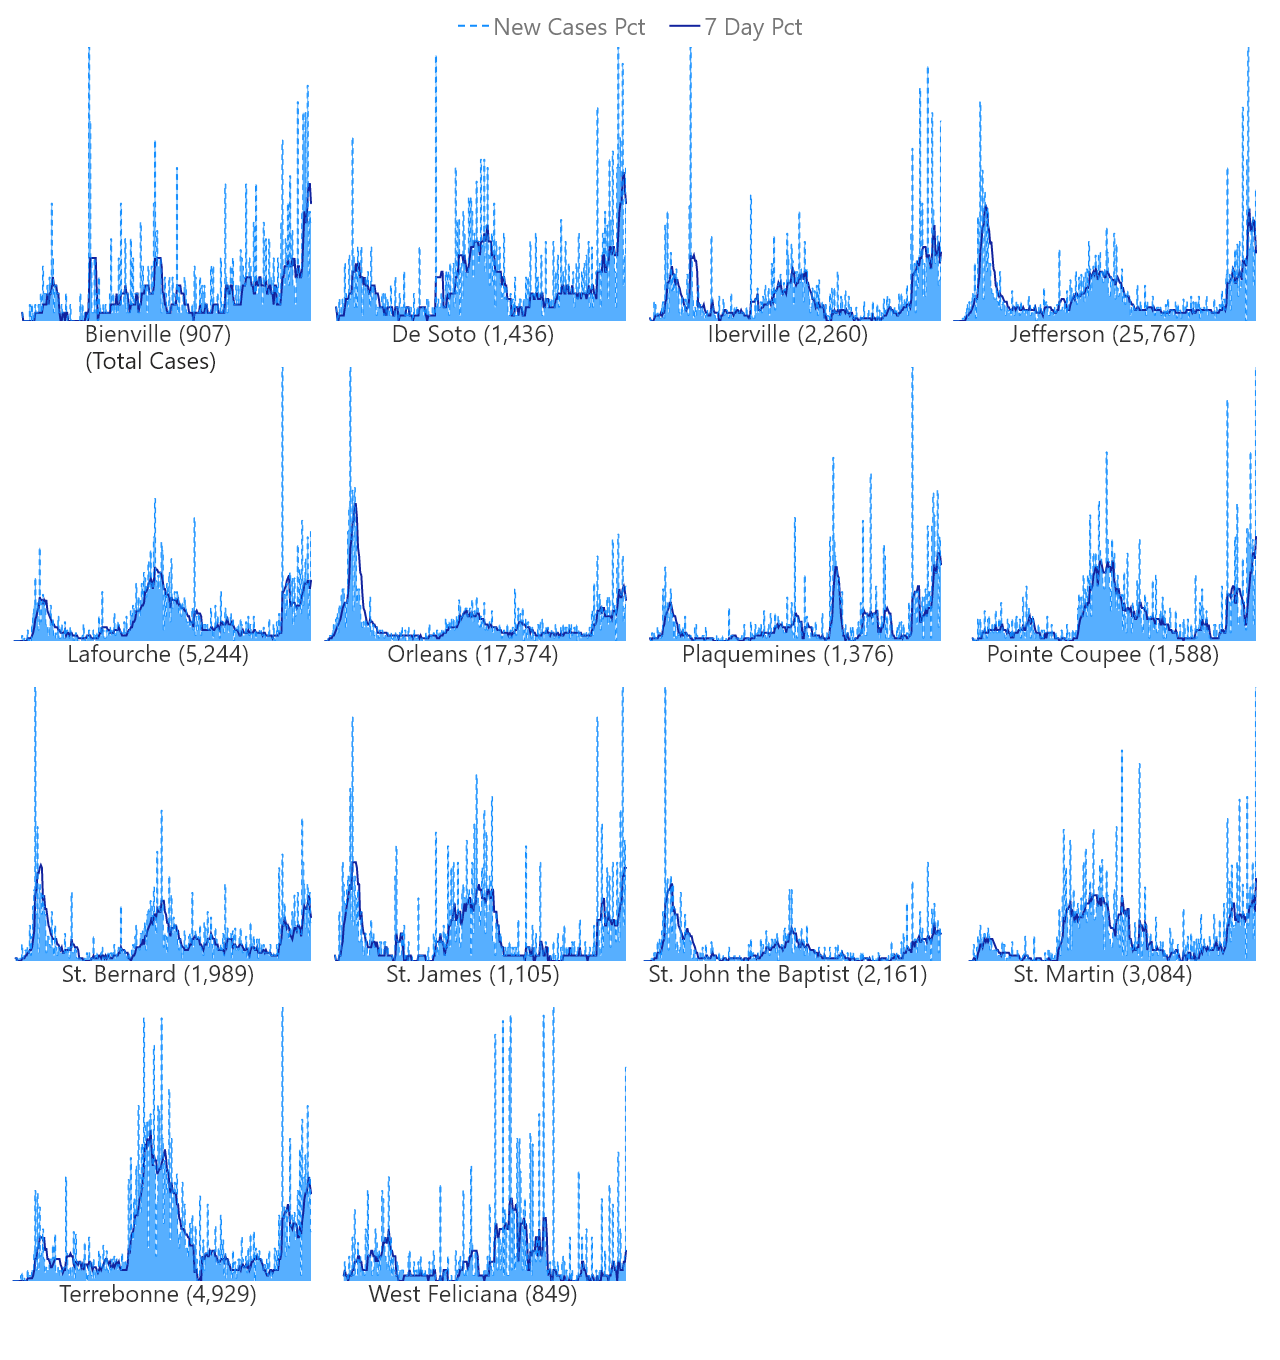 New Cases Pct 7 Day Pct
Bienville (907)
(Total Cases)
De Soto (1,436)
Iberville (2,260)
Jefferson (25,767)
Lafourche (5,244)
Orleans (17,374)
Plaquemines (1,376)
Pointe Coupee (1,588)
St. Bernard (1,989)
St. James (1,105)
St. John the Baptist (2,161)
St. Martin (3,084)
Terrebonne (4,929)
West Feliciana (849)